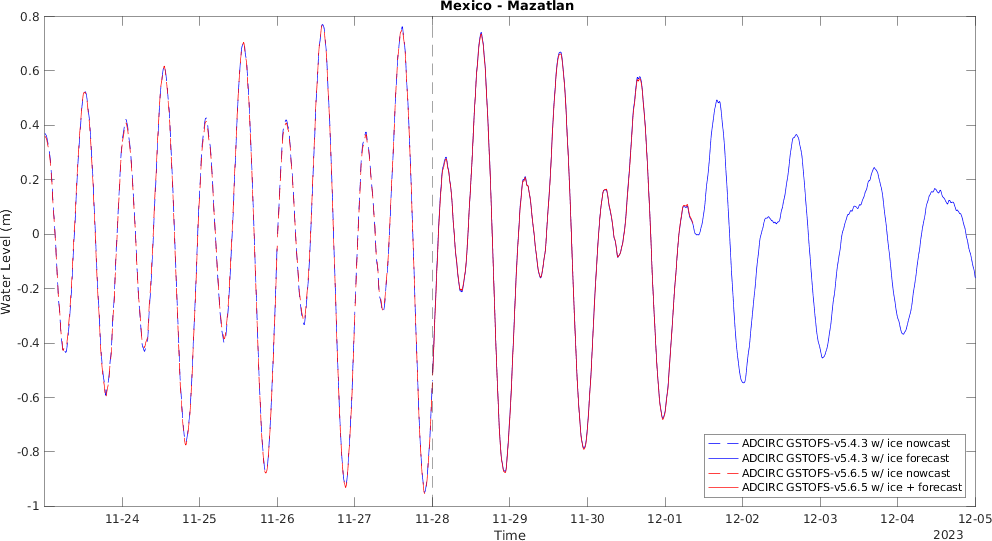 Mexico - Mazatlan
0.8
0.6
0.4
0.2
0
-0.2
-0.4
-0.6
-0.8
-1
Water Level (m)
ADCIRC GSTOFS-v5.4.3 w/ ice nowcast
ADCIRC GSTOFS-v5.4.3 w/ ice forecast
ADCIRC GSTOFS-v5.6.5 w/ ice nowcast
ADCIRC GSTOFS-v5.6.5 w/ ice + forecast
11-24 11-25 11-26 11-27 11-28 11-29 11-30 12-01 12-02 12-03 12-04 12-05
Time
2023